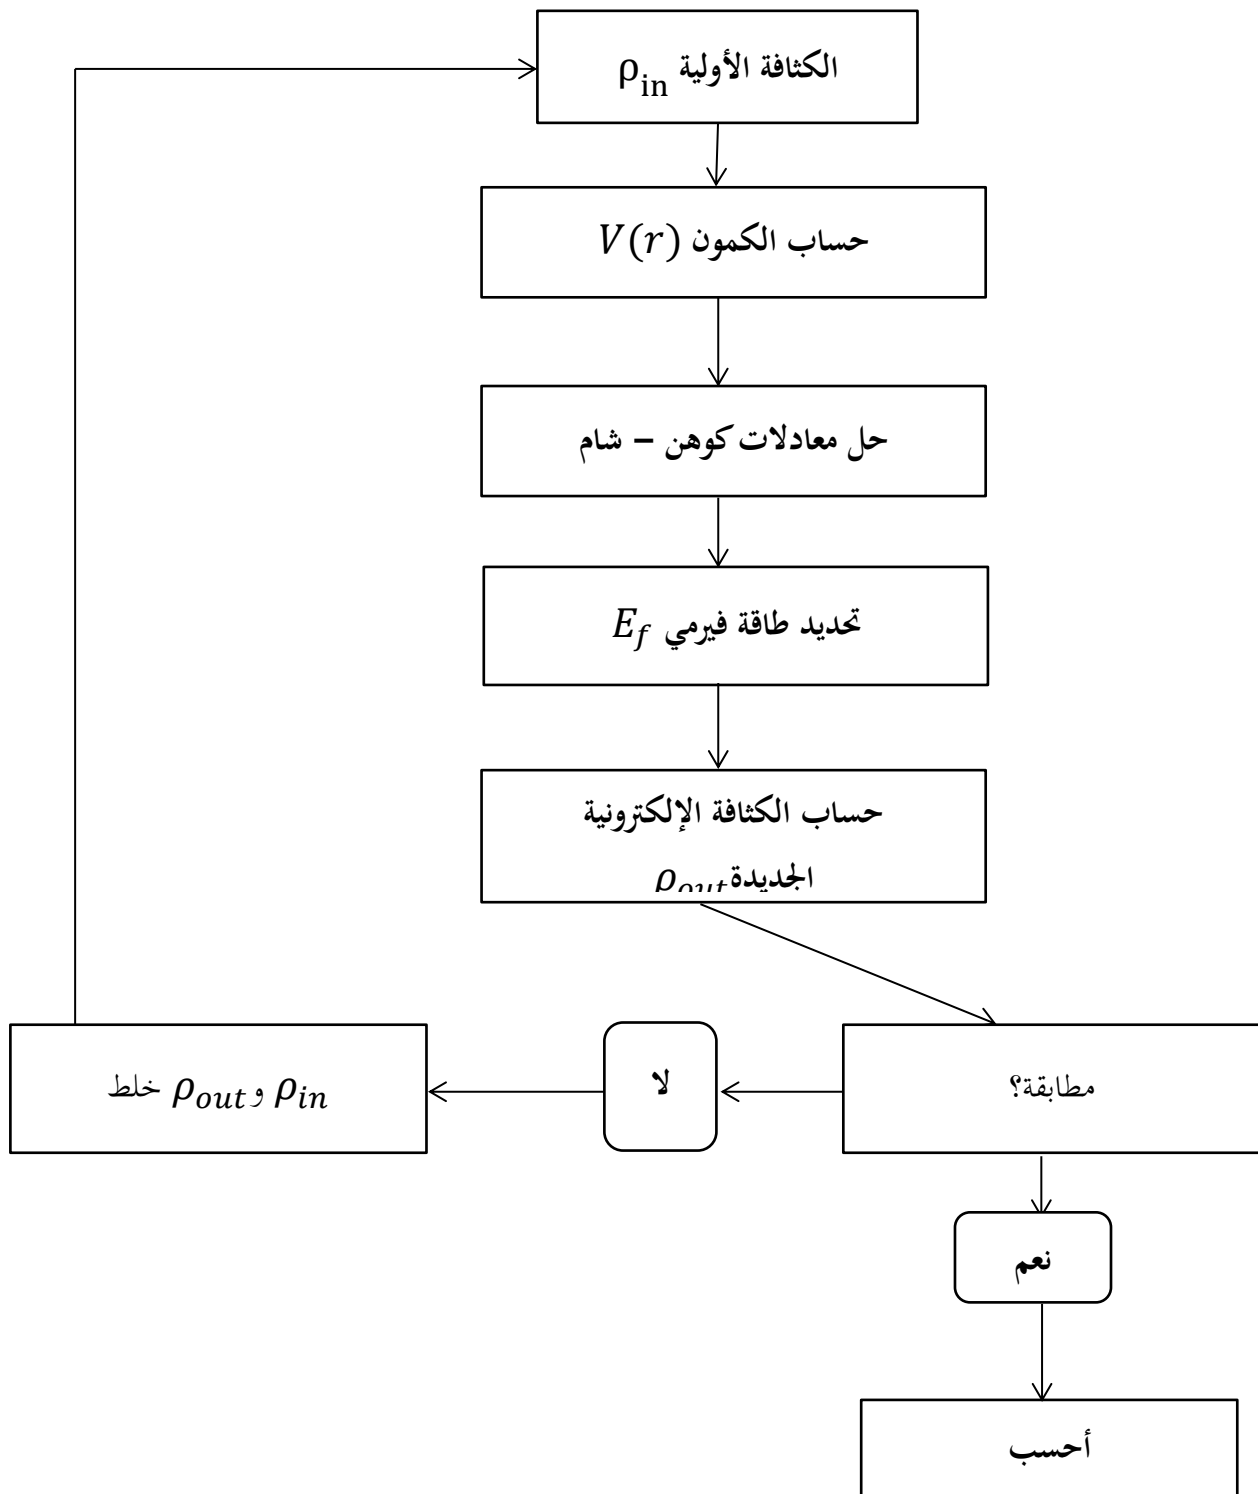 الكثافة الأولية ρin
حساب الكمون V(r)
حل معادلات كوهن – شام
تحديد طاقة فيرمي Ef
حساب الكثافة الإلكترونية
الجديدة ρout
مطابقة؟
لا
خلط ρout و ρin
نعم
أحسب